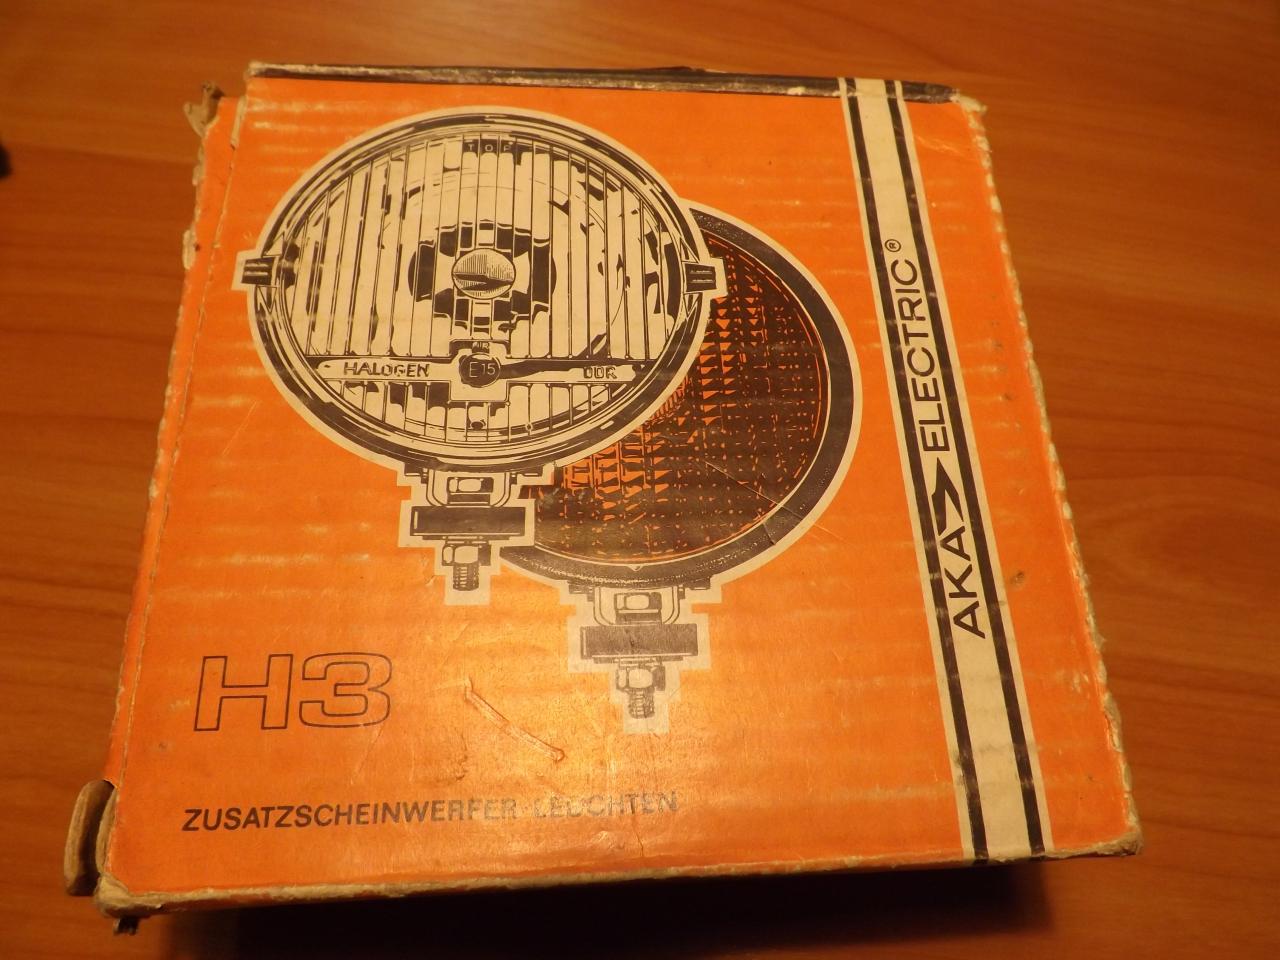 TOP
HALOGEN E15 DDR
AKA ELECTRIC®
H3
ZUSATZSCHEINWERFER-LEUCHTEN